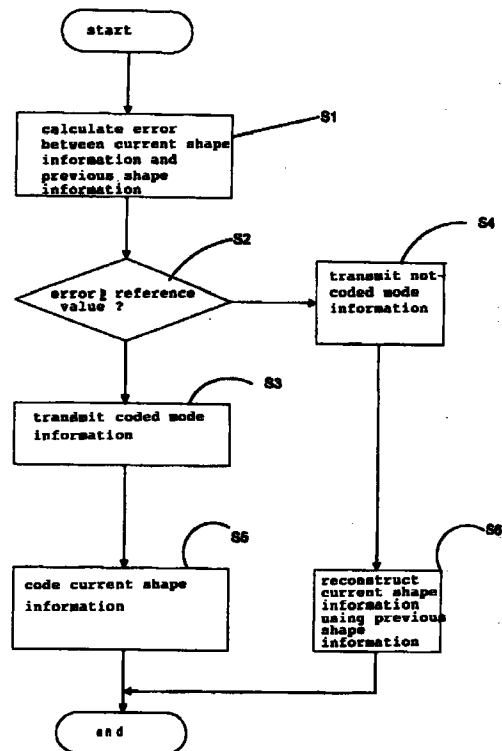 start
S1
calculate error
between current shape
information and
previous shape
information
S2
S4
error ≥ reference
value ?
transmit not-
coded mode
information
S3
transmit coded mode
information
S5
S6
code current shape
information
reconstruct
current shape
information
using previous
shape
information
end